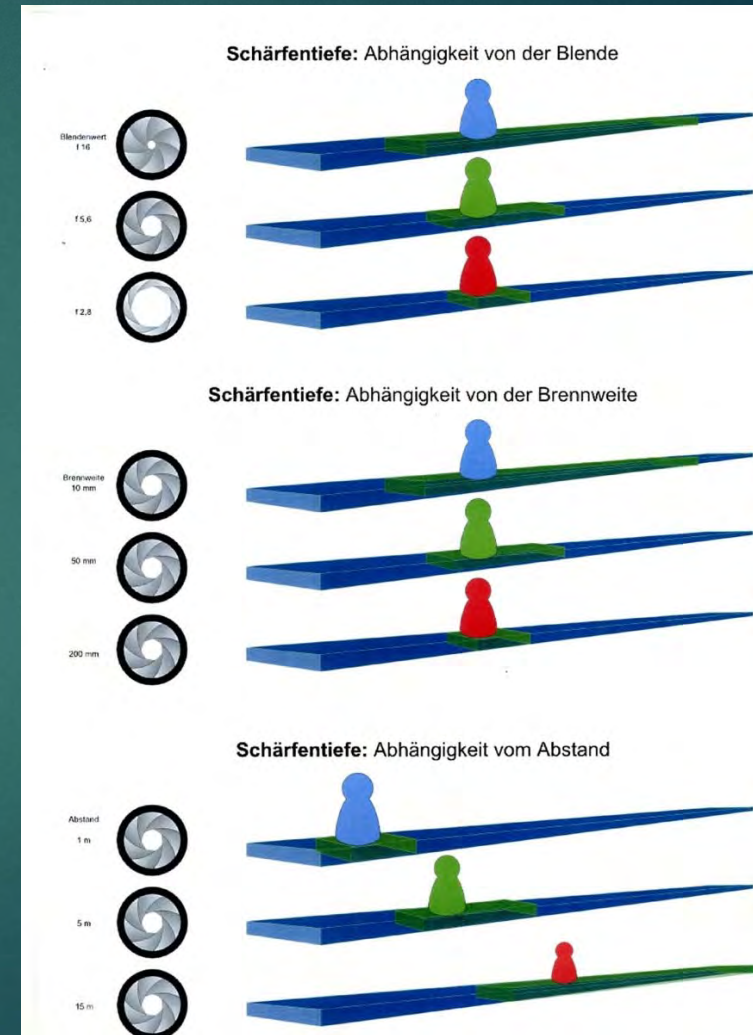 Schärfentiefe: Abhängigkeit von der Blende
Blendenwert
f 16
f 5,6
f 2,8
Schärfentiefe: Abhängigkeit von der Brennweite
Brennweite
10 mm
50 mm
200 mm
Schärfentiefe: Abhängigkeit vom Abstand
Abstand
1 m
5 m
15 m